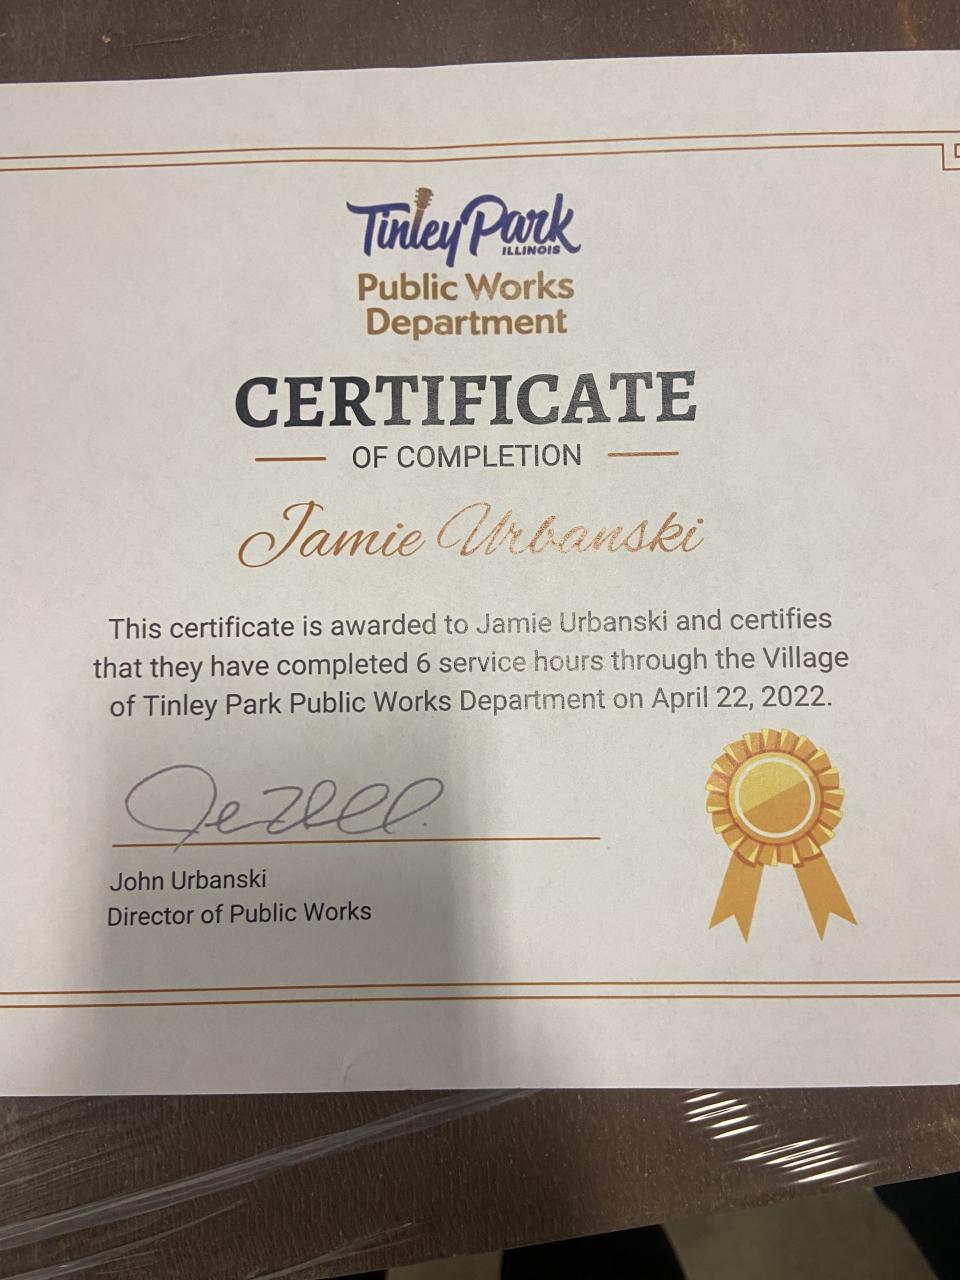 Tinley Park
ILLINOIS
Public Works
Department
CERTIFICATE
OF COMPLETION
Jamie Urbanski
This certificate is awarded to Jamie Urbanski and certifies
that they have completed 6 service hours through the Village
of Tinley Park Public Works Department on April 22, 2022.
John Urbanski
Director of Public Works